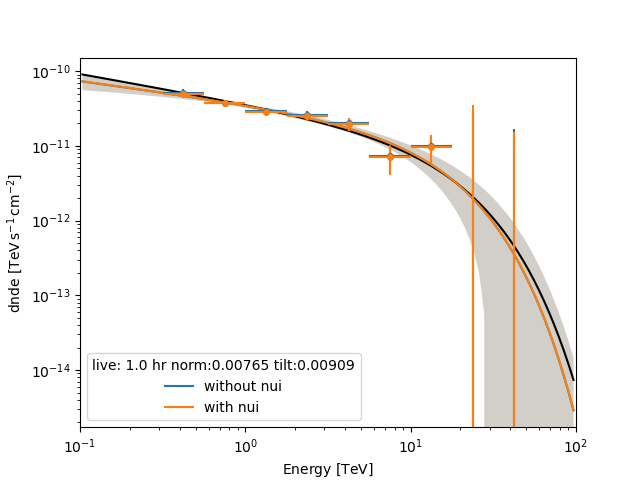 10⁻¹⁰
10⁻¹¹
10⁻¹²
10⁻¹³
10⁻¹⁴
dnde [TeV s⁻¹ cm⁻²]
live: 1.0 hr norm:0.00765 tilt:0.00909
without nui
with nui
10⁻¹ 10⁰ 10¹ 10²
Energy [TeV]